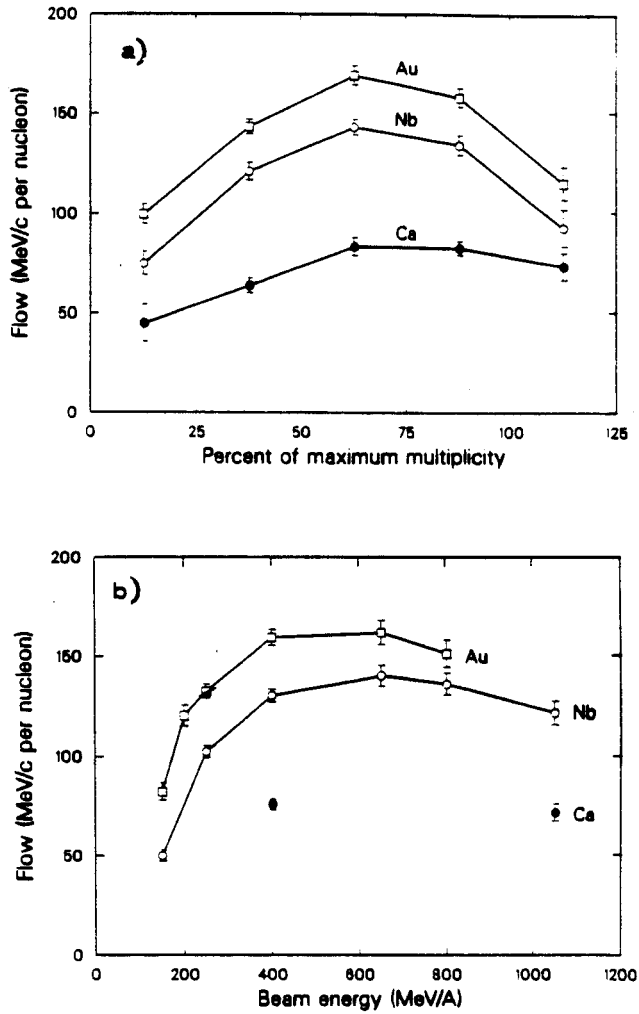 a)
200
150
100
50
0
Flow (MeV/c per nucleon)
Au
Nb
Ca
0 25 50 75 100 125
Percent of maximum multiplicity
b)
200
150
100
50
0
Flow (MeV/c per nucleon)
Au
Nb
Ca
0 200 400 600 800 1000 1200
Beam energy (MeV/A)